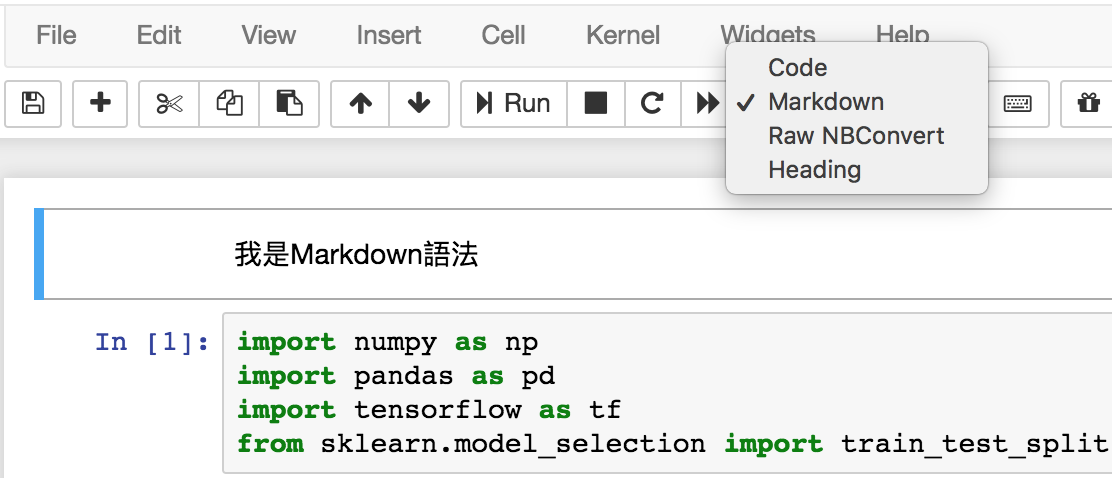 File Edit View Insert Cell Kernel Widgets Help
Run
Code
Markdown
Raw NBConvert
Heading
我是Markdown語法
In [1]: import numpy as np
import pandas as pd
import tensorflow as tf
from sklearn.model_selection import train_test_split